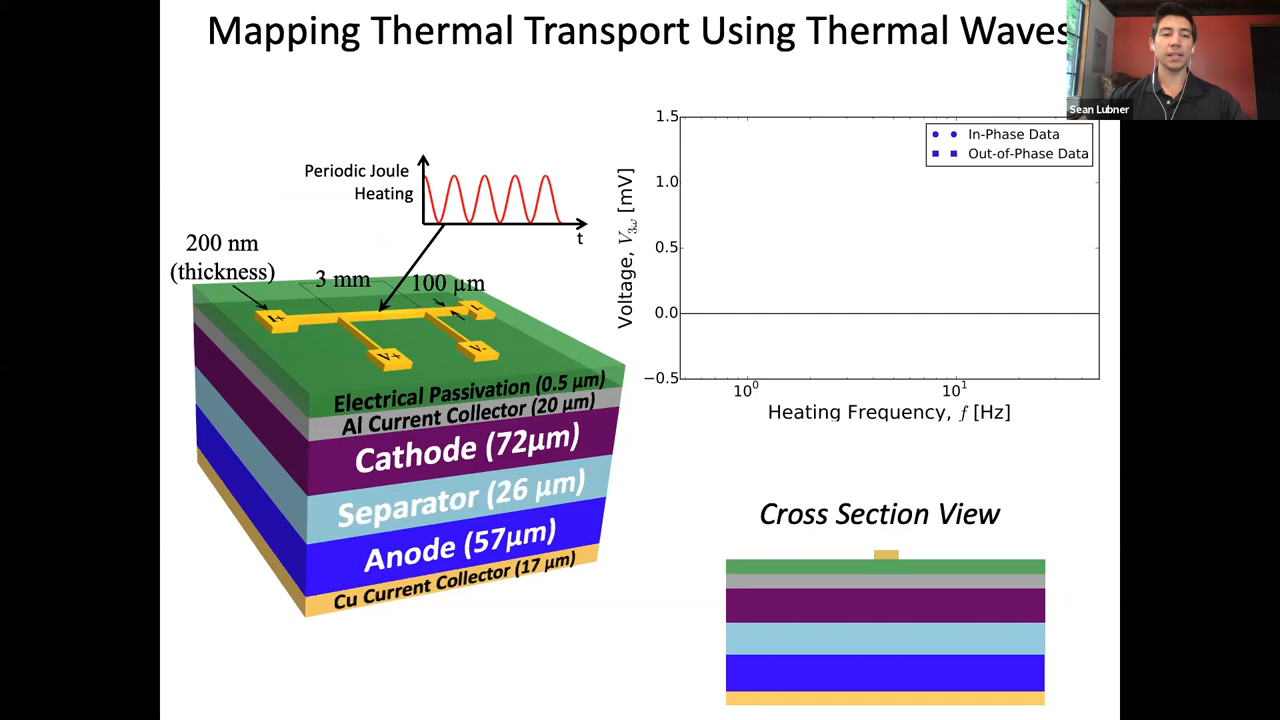 Mapping Thermal Transport Using Thermal Waves
Sean Lubner
Periodic Joule
Heating
t
200 nm
(thickness)
3 mm
100 µm
I+
I-
V+
V-
Electrical Passivation (0.5 µm)
Al Current Collector (20 µm)
Cathode (72µm)
Separator (26 µm)
Anode (57µm)
Cu Current Collector (17 µm)
In-Phase Data
Out-of-Phase Data
1.5
1.0
0.5
0.0
−0.5
Voltage, V₃ω [mV]
10⁰
10¹
Heating Frequency, f [Hz]
Cross Section View